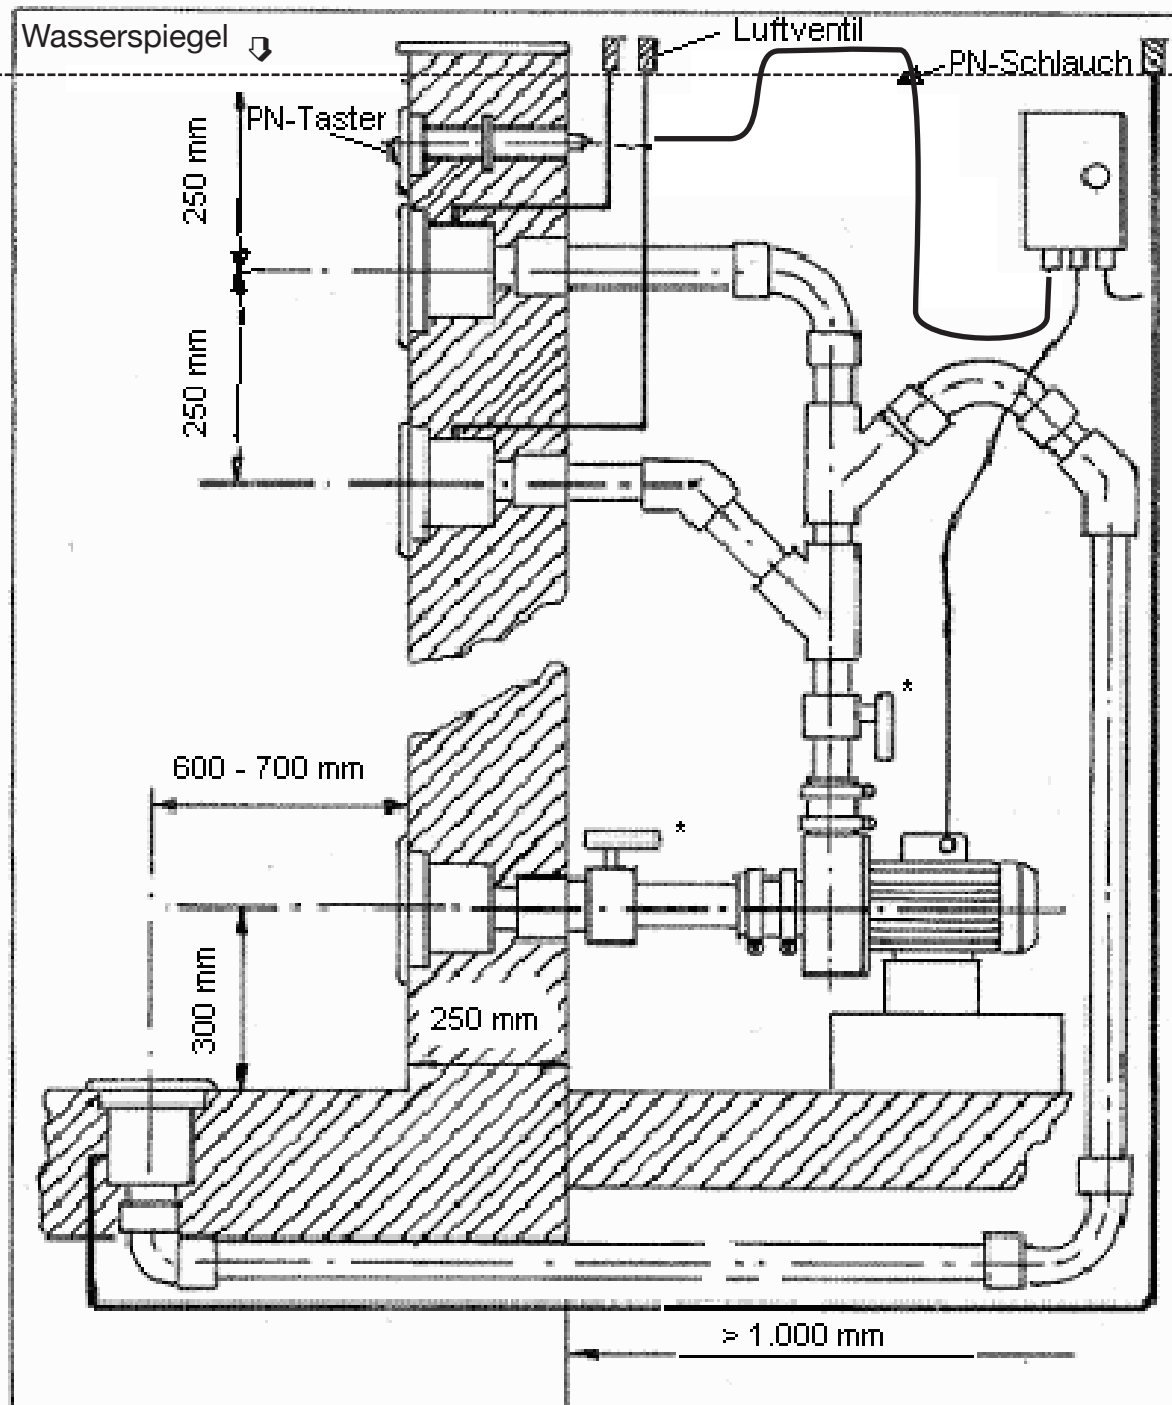 Wasserspiegel
Luftventil
PN-Schlauch
PN-Taster
250 mm
250 mm
*
600 - 700 mm
*
300 mm
250 mm
> 1.000 mm